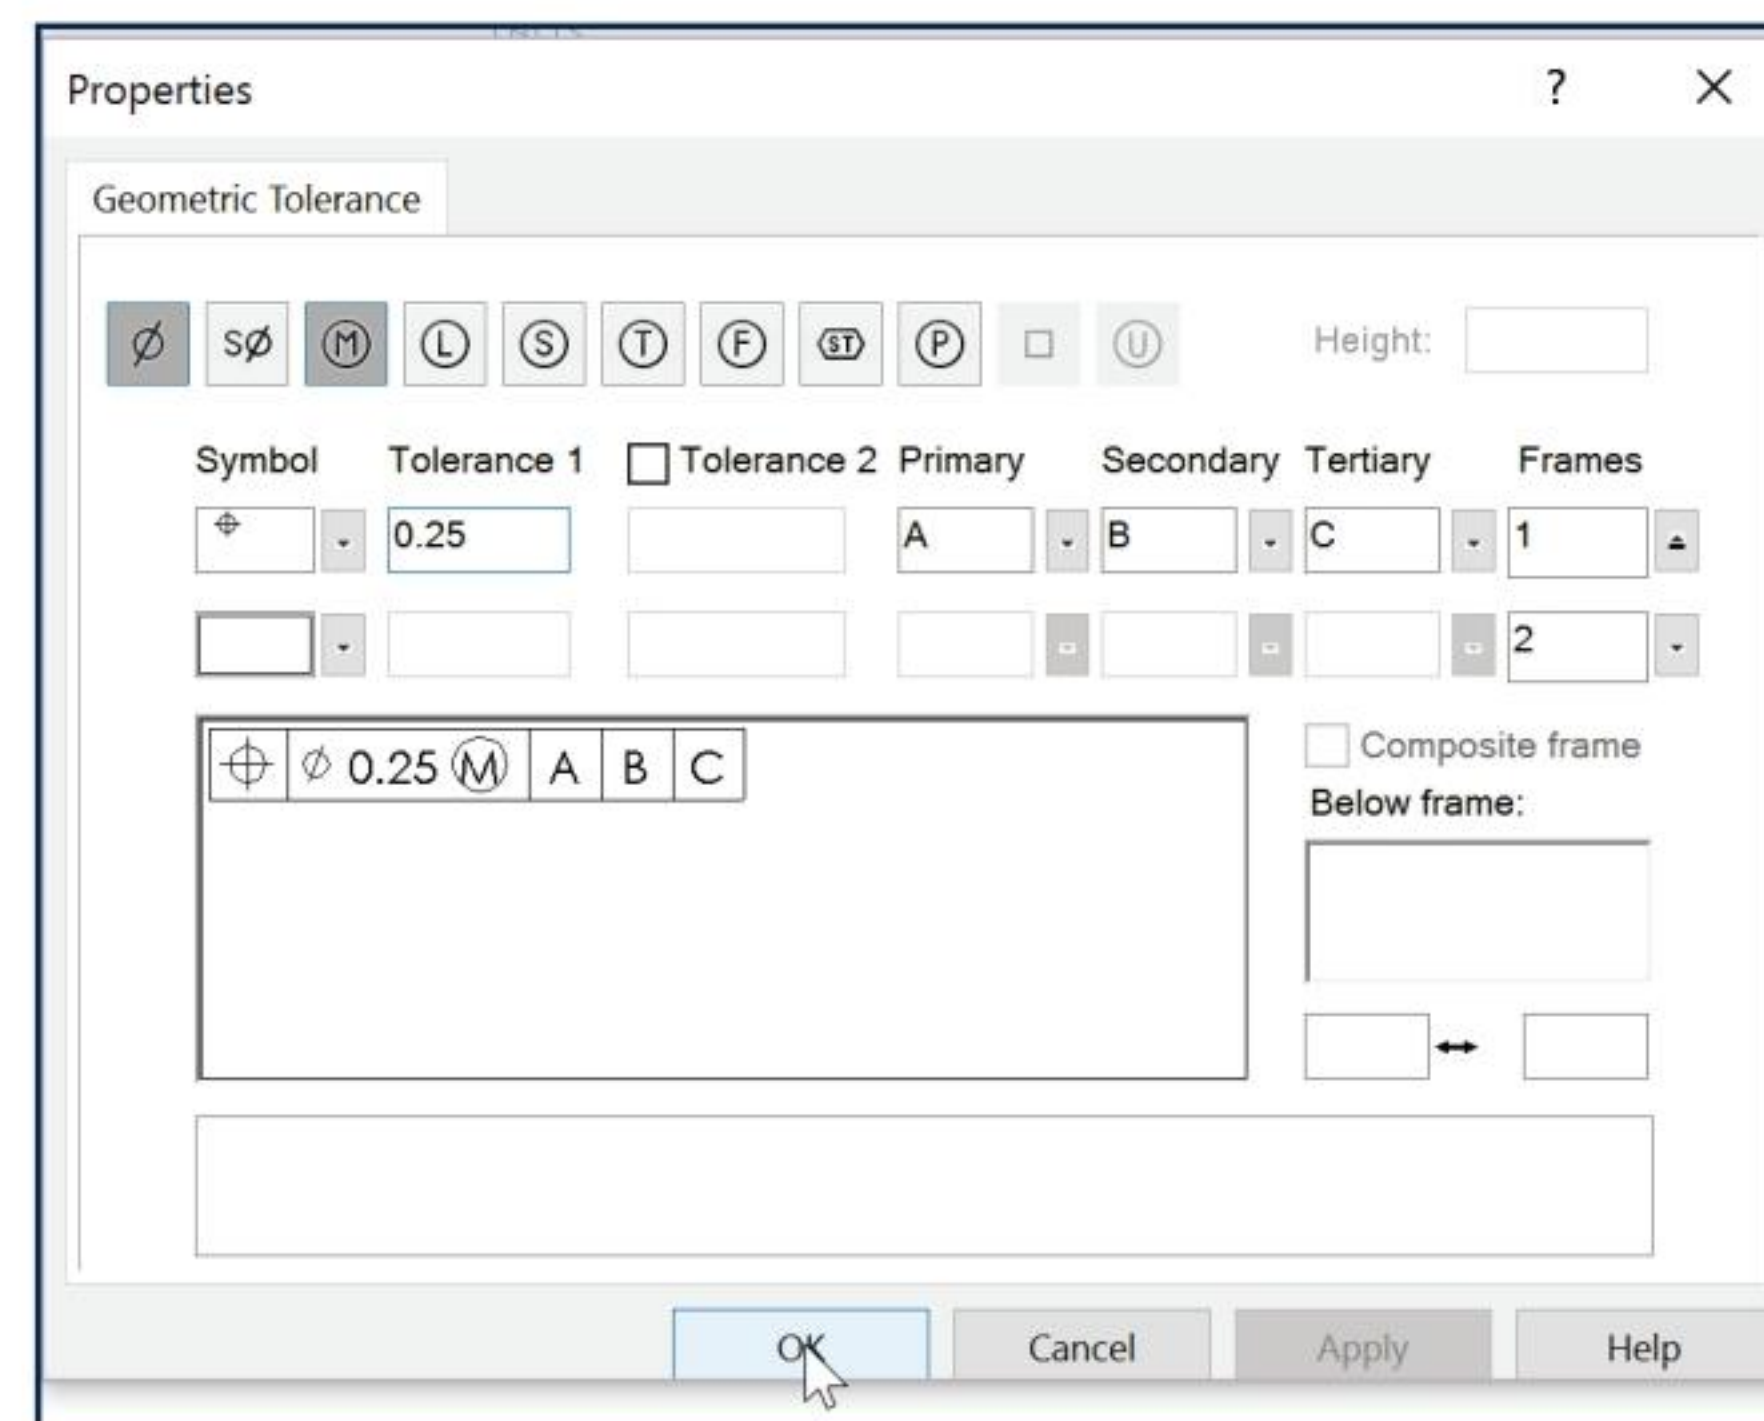 Properties ?
Geometric Tolerance
Ø SØ Ⓜ Ⓛ Ⓢ Ⓣ Ⓕ ST Ⓟ □ Ⓤ Height:
Symbol Tolerance 1 Tolerance 2 Primary Secondary Tertiary Frames
⌖ 0.25 A B C 1
2
⌖ Ø 0.25 Ⓜ A B C
Composite frame
Below frame:
OK Cancel Apply Help